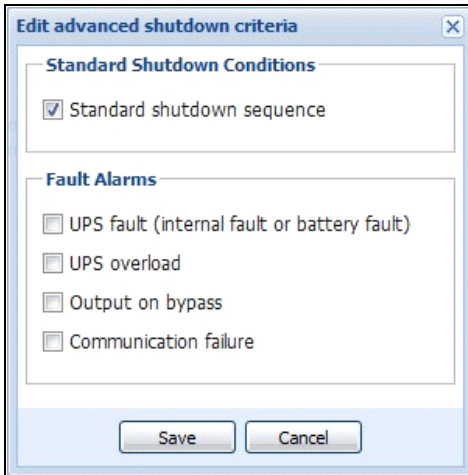 Edit advanced shutdown criteria
Standard Shutdown Conditions
Standard shutdown sequence
Fault Alarms
UPS fault (internal fault or battery fault)
UPS overload
Output on bypass
Communication failure
Save Cancel